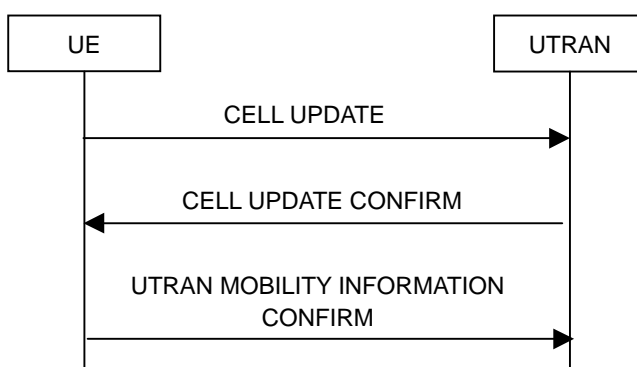 UE
UTRAN
CELL UPDATE
CELL UPDATE CONFIRM
UTRAN MOBILITY INFORMATION
CONFIRM